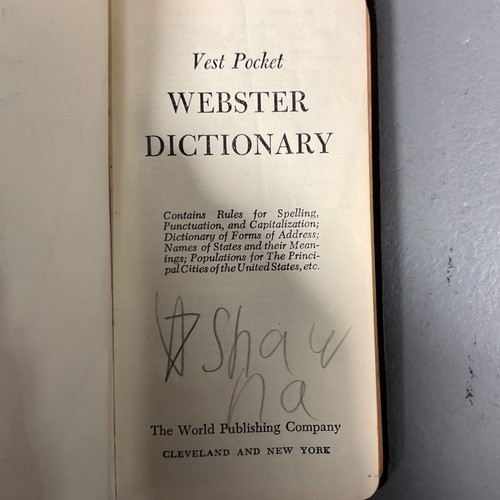 Vest Pocket
WEBSTER
DICTIONARY
Contains Rules for Spelling,
Punctuation, and Capitalization;
Dictionary of Forms of Address;
Names of States and their Mean-
ings; Populations for The Princi-
pal Cities of the United States, etc.
Shaw
na
The World Publishing Company
CLEVELAND AND NEW YORK